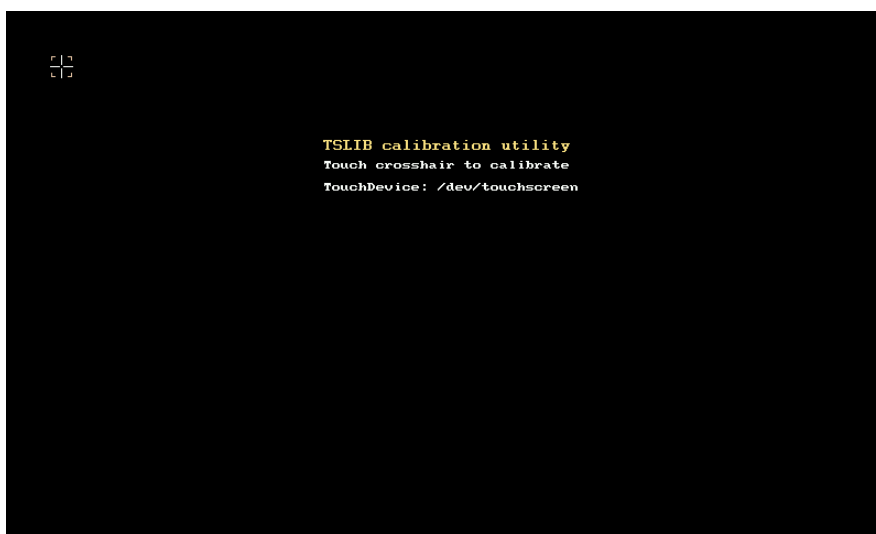 TSLIB calibration utility
Touch crosshair to calibrate
TouchDevice: /dev/touchscreen